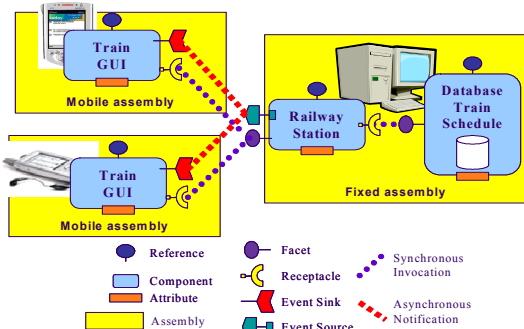 Train
GUI
Mobile assembly
Train
GUI
Mobile assembly
Railway
Station
Database
Train
Schedule
Fixed assembly
Reference
Component
Attribute
Assembly
Facet
Receptacle
Event Sink
Event Source
Synchronous
Invocation
Asynchronous
Notification